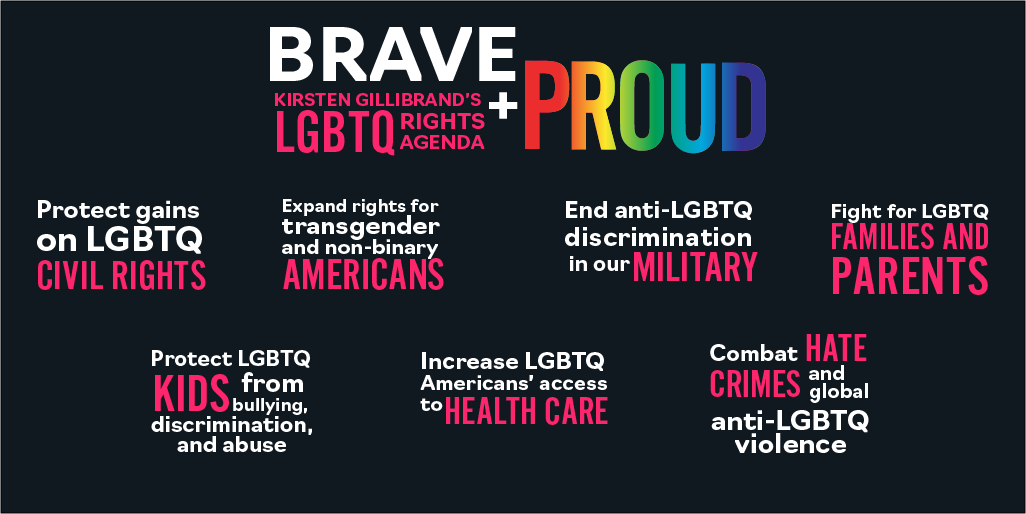 BRAVE
+ PROUD
KIRSTEN GILLIBRAND'S
LGBTQ RIGHTS
AGENDA
Protect gains
on LGBTQ
CIVIL RIGHTS
Expand rights for
transgender
and non-binary
AMERICANS
End anti-LGBTQ
discrimination
in our MILITARY
Fight for LGBTQ
FAMILIES AND
PARENTS
Protect LGBTQ
KIDS from
bullying,
discrimination,
and abuse
Increase LGBTQ
Americans' access
to HEALTH CARE
Combat HATE
CRIMES and
global
anti-LGBTQ
violence